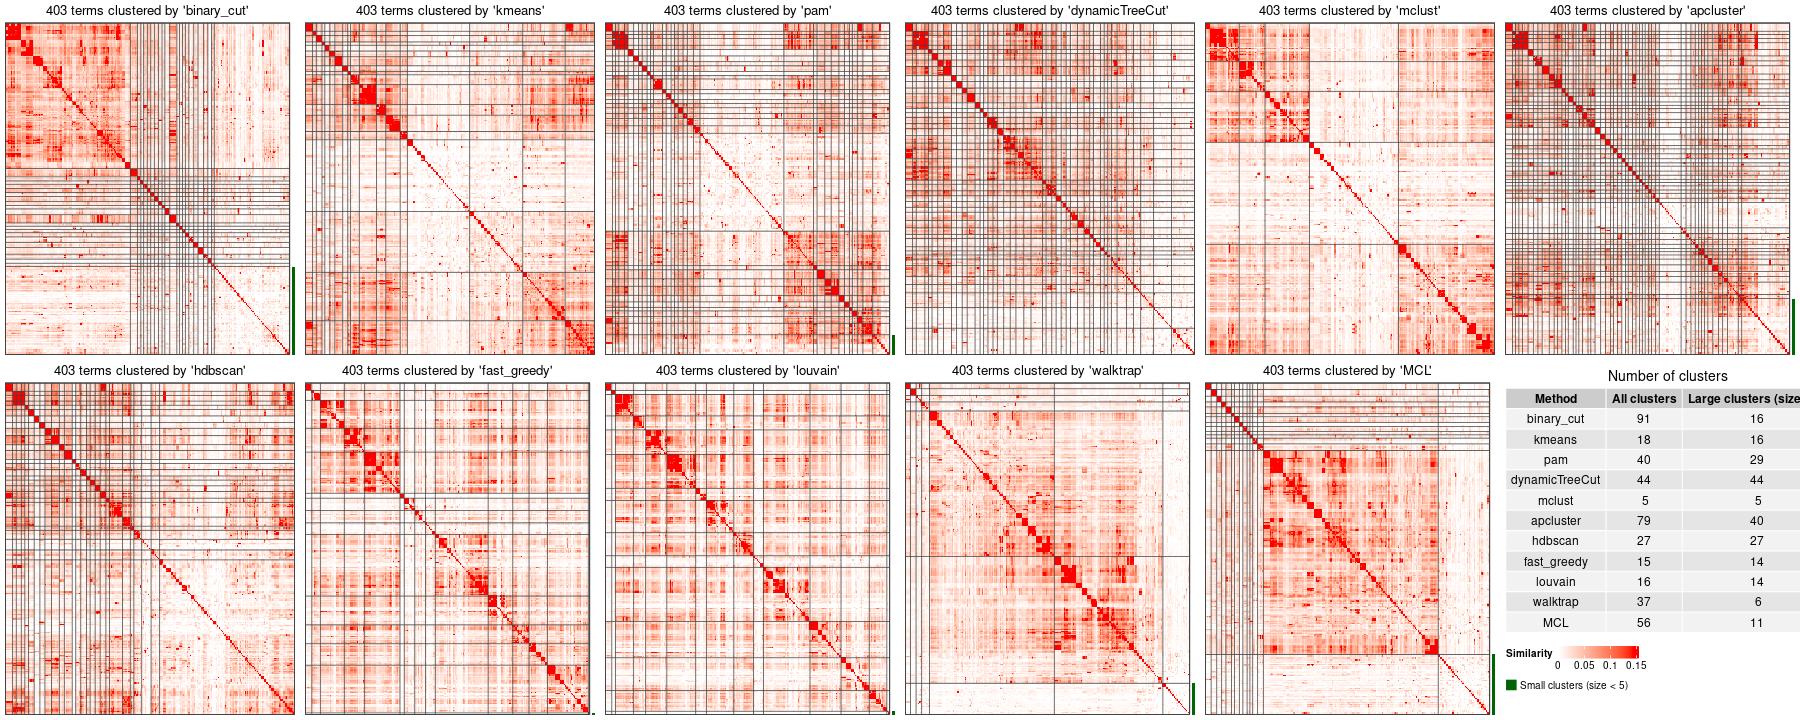 403 terms clustered by 'binary_cut'
403 terms clustered by 'kmeans'
403 terms clustered by 'pam'
403 terms clustered by 'dynamicTreeCut'
403 terms clustered by 'mclust'
403 terms clustered by 'apcluster'
403 terms clustered by 'hdbscan'
403 terms clustered by 'fast_greedy'
403 terms clustered by 'louvain'
403 terms clustered by 'walktrap'
403 terms clustered by 'MCL'
Number of clusters
Method All clusters Large clusters (size
binary_cut 91 16
kmeans 18 16
pam 40 29
dynamicTreeCut 44 44
mclust 5 5
apcluster 79 40
hdbscan 27 27
fast_greedy 15 14
louvain 16 14
walktrap 37 6
MCL 56 11
Similarity
0 0.05 0.1 0.15
Small clusters (size < 5)